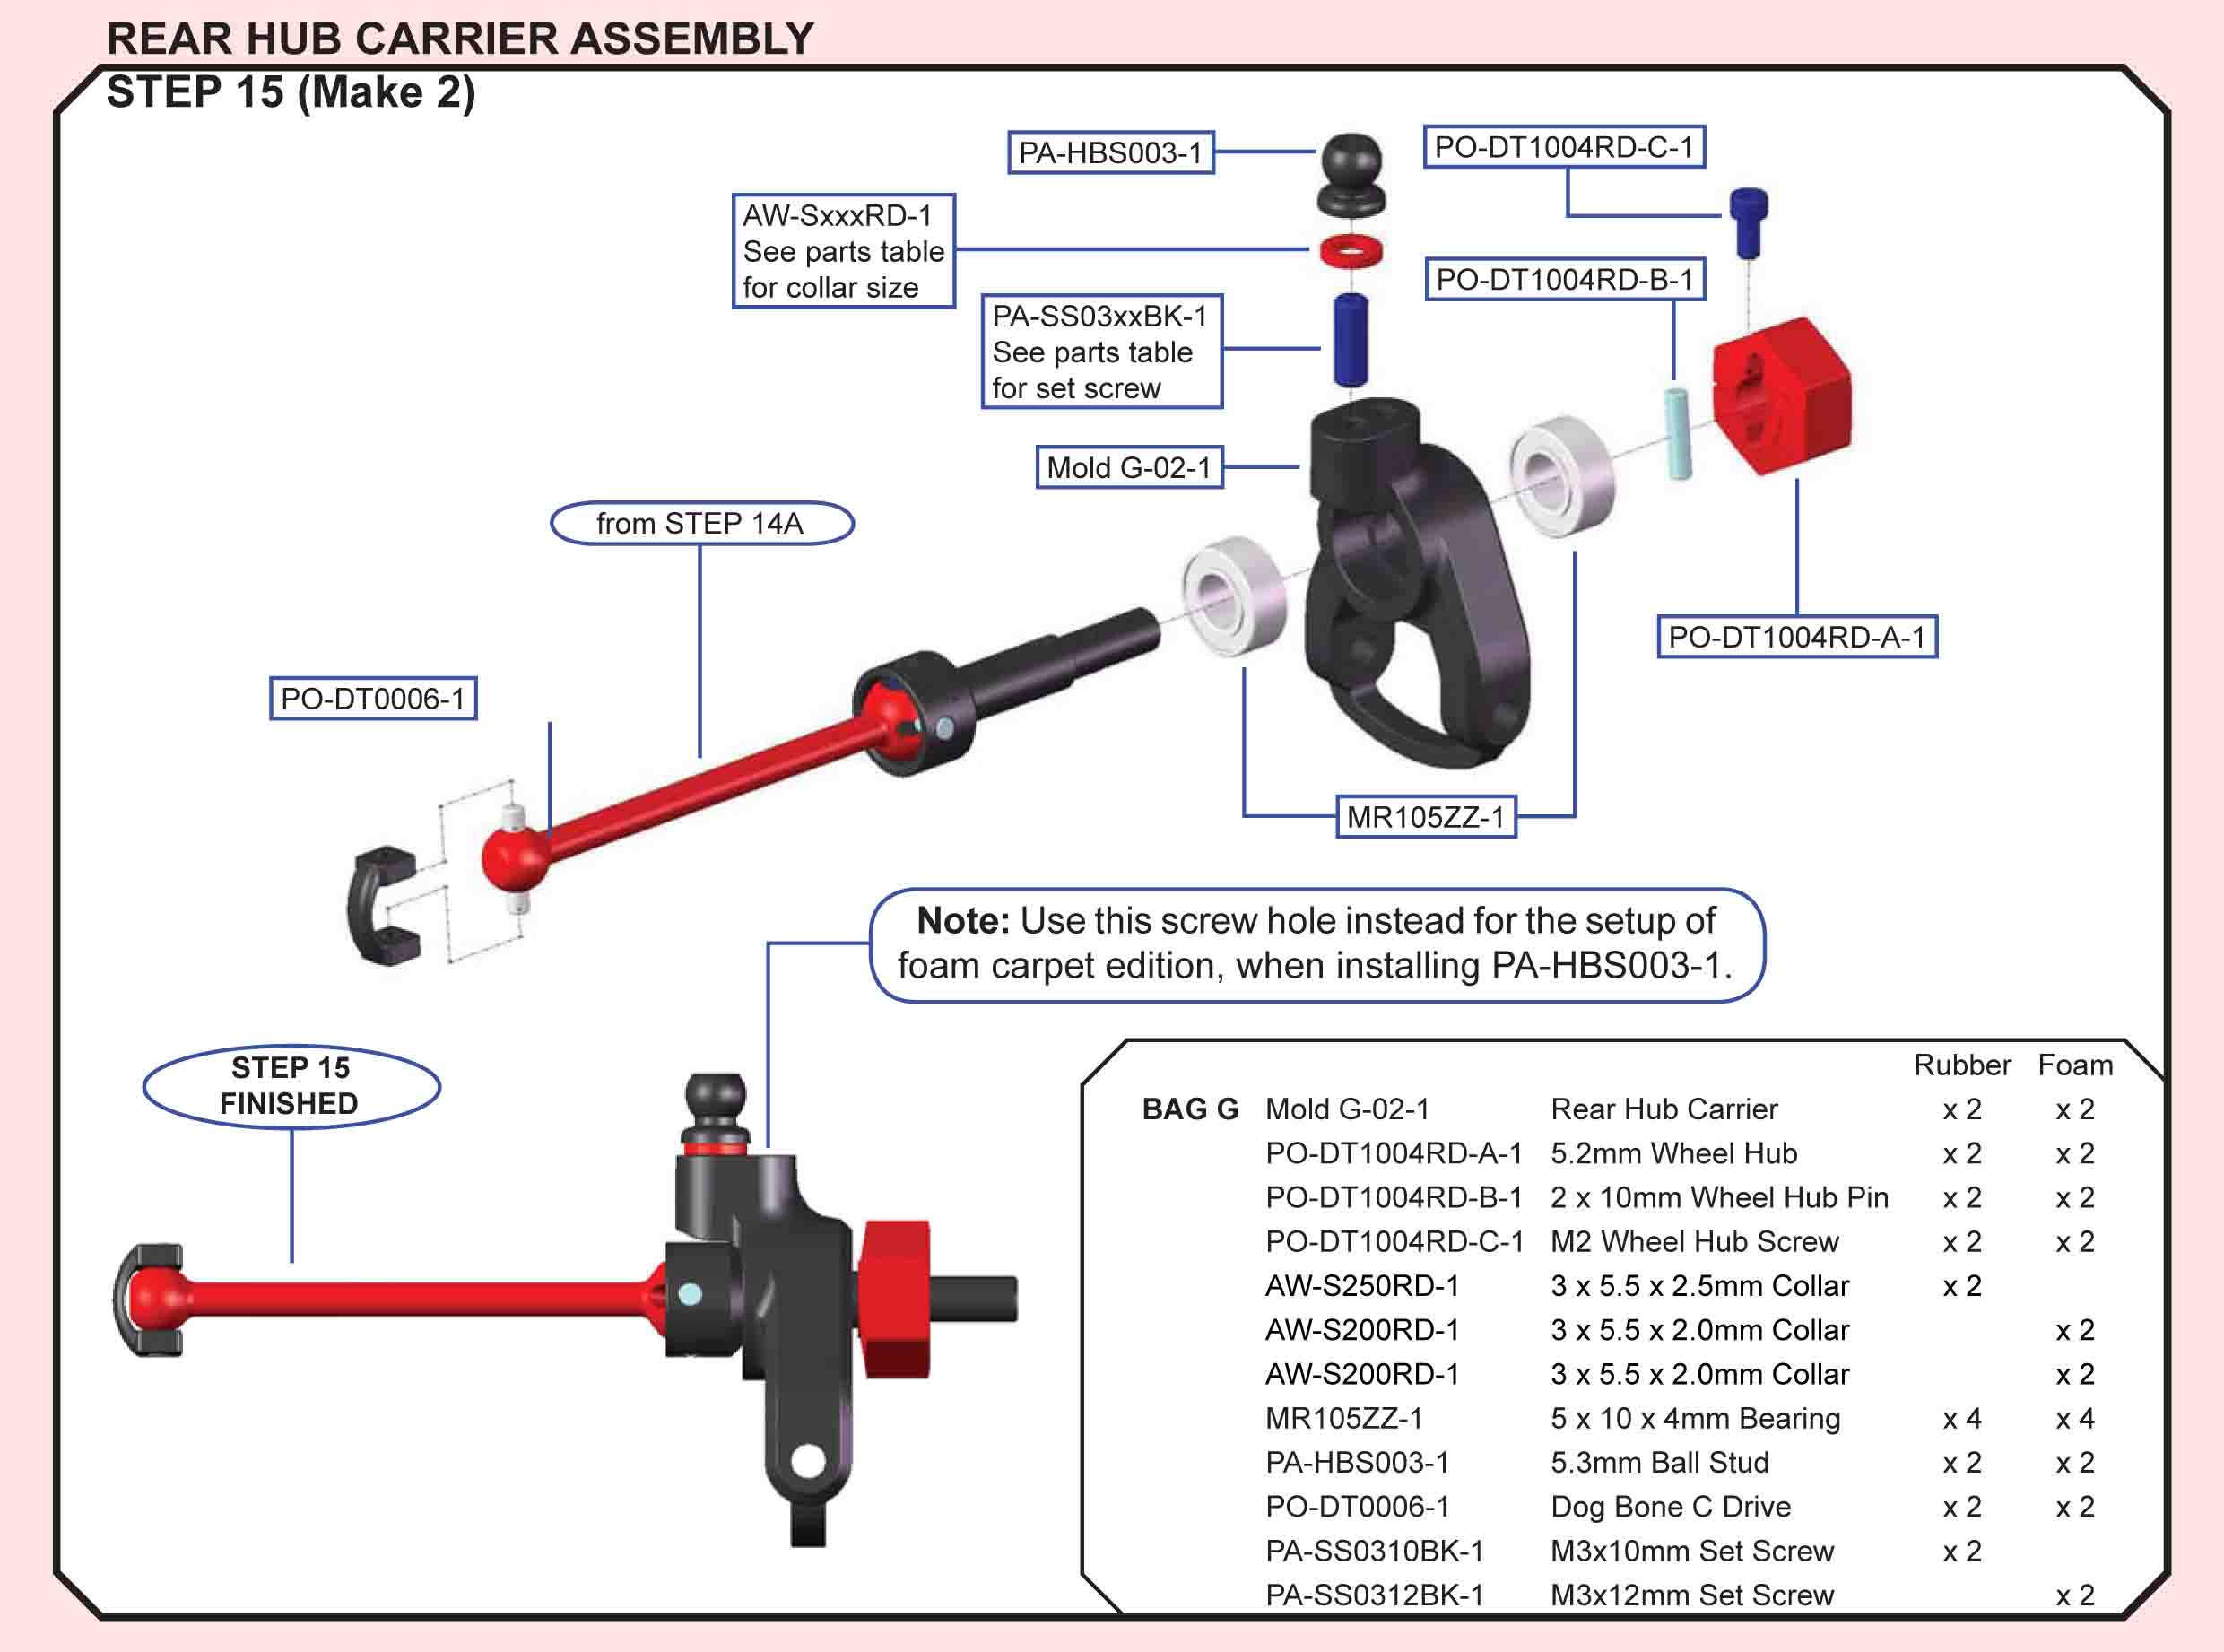 REAR HUB CARRIER ASSEMBLY
STEP 15 (Make 2)
PA-HBS003-1
PO-DT1004RD-C-1
AW-SxxxRD-1
See parts table
for collar size
PO-DT1004RD-B-1
PA-SS03xxBK-1
See parts table
for set screw
Mold G-02-1
from STEP 14A
PO-DT1004RD-A-1
PO-DT0006-1
MR105ZZ-1
Note: Use this screw hole instead for the setup of
foam carpet edition, when installing PA-HBS003-1.
STEP 15
FINISHED
Rubber Foam
BAG G Mold G-02-1 Rear Hub Carrier x 2 x 2
PO-DT1004RD-A-1 5.2mm Wheel Hub x 2 x 2
PO-DT1004RD-B-1 2 x 10mm Wheel Hub Pin x 2 x 2
PO-DT1004RD-C-1 M2 Wheel Hub Screw x 2 x 2
AW-S250RD-1 3 x 5.5 x 2.5mm Collar x 2
AW-S200RD-1 3 x 5.5 x 2.0mm Collar x 2
AW-S200RD-1 3 x 5.5 x 2.0mm Collar x 2
MR105ZZ-1 5 x 10 x 4mm Bearing x 4 x 4
PA-HBS003-1 5.3mm Ball Stud x 2 x 2
PO-DT0006-1 Dog Bone C Drive x 2 x 2
PA-SS0310BK-1 M3x10mm Set Screw x 2
PA-SS0312BK-1 M3x12mm Set Screw x 2